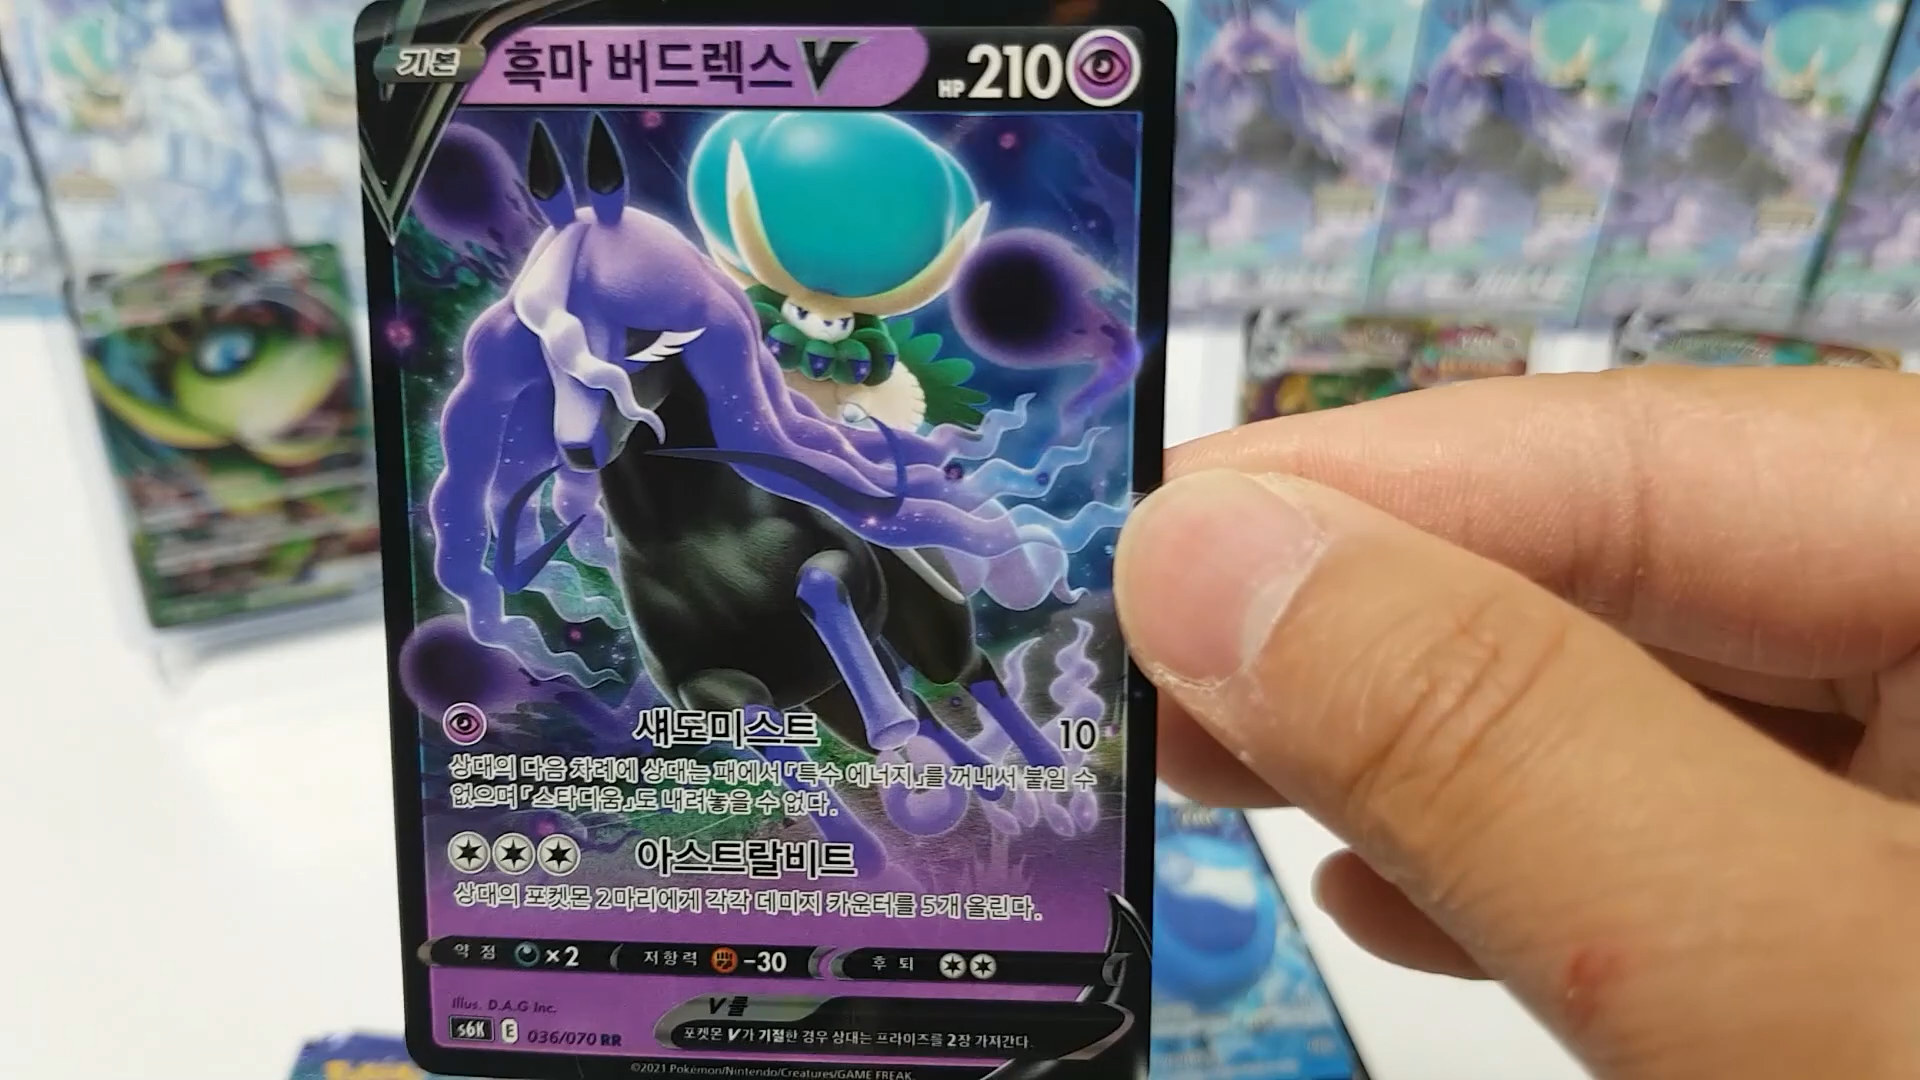 기본 흑마 버드렉스 V HP 210
섀도미스트 10
상대의 다음 차례에 상대는 패에서 「특수 에너지」를 꺼내서 붙일 수
없으며 「스타디움」도 내려놓을 수 없다.
아스트랄비트
상대의 포켓몬 2마리에게 각각 데미지 카운터를 5개 올린다.
약점 ×2 저항력 -30 후퇴
Illus. D.A.G Inc.
V룰
s6K E 036/070 RR
포켓몬 V가 기절한 경우 상대는 프라이즈를 2장 가져간다.
©2021 Pokémon/Nintendo/Creatures/GAME FREAK.